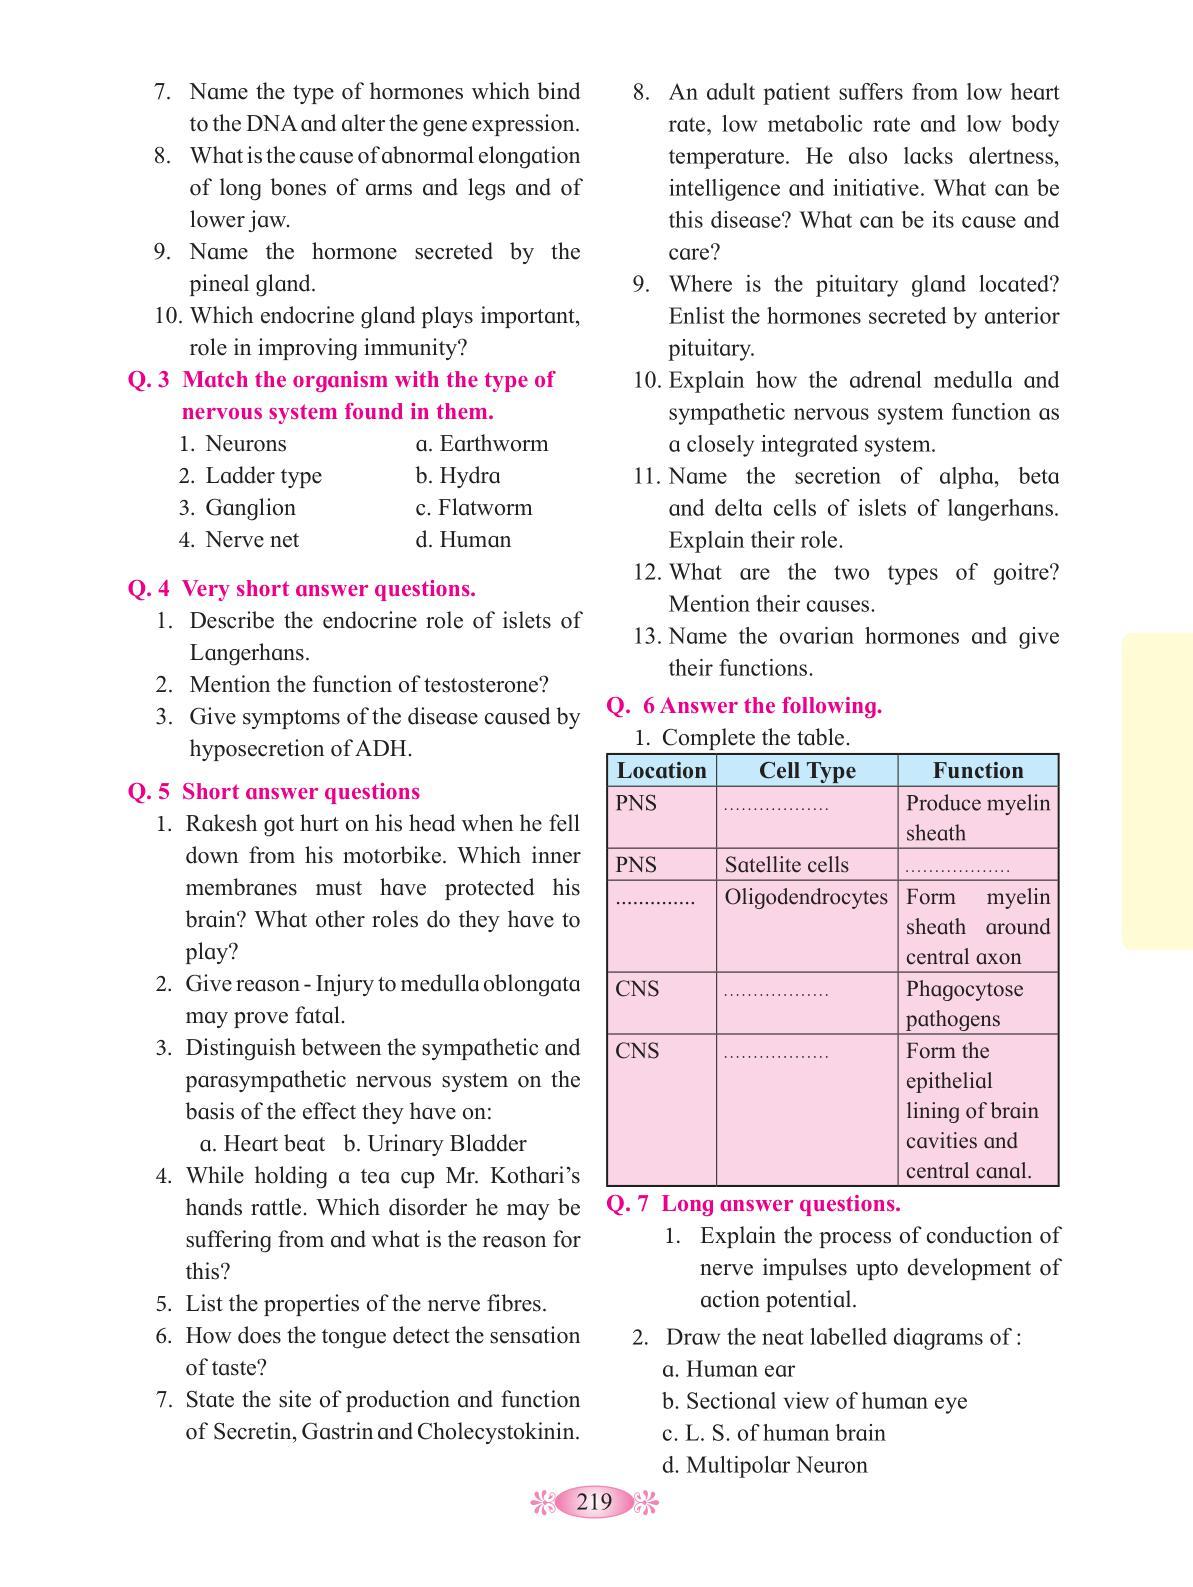 7. Name the type of hormones which bind
to the DNA and alter the gene expression.
8. What is the cause of abnormal elongation
of long bones of arms and legs and of
lower jaw.
9. Name the hormone secreted by the
pineal gland.
10. Which endocrine gland plays important,
role in improving immunity?
Q. 3 Match the organism with the type of
nervous system found in them.
1. Neurons a. Earthworm
2. Ladder type b. Hydra
3. Ganglion c. Flatworm
4. Nerve net d. Human
Q. 4 Very short answer questions.
1. Describe the endocrine role of islets of
Langerhans.
2. Mention the function of testosterone?
3. Give symptoms of the disease caused by
hyposecretion of ADH.
Q. 5 Short answer questions
1. Rakesh got hurt on his head when he fell
down from his motorbike. Which inner
membranes must have protected his
brain? What other roles do they have to
play?
2. Give reason - Injury to medulla oblongata
may prove fatal.
3. Distinguish between the sympathetic and
parasympathetic nervous system on the
basis of the effect they have on:
a. Heart beat b. Urinary Bladder
4. While holding a tea cup Mr. Kothari’s
hands rattle. Which disorder he may be
suffering from and what is the reason for
this?
5. List the properties of the nerve fibres.
6. How does the tongue detect the sensation
of taste?
7. State the site of production and function
of Secretin, Gastrin and Cholecystokinin.
8. An adult patient suffers from low heart
rate, low metabolic rate and low body
temperature. He also lacks alertness,
intelligence and initiative. What can be
this disease? What can be its cause and
care?
9. Where is the pituitary gland located?
Enlist the hormones secreted by anterior
pituitary.
10. Explain how the adrenal medulla and
sympathetic nervous system function as
a closely integrated system.
11. Name the secretion of alpha, beta
and delta cells of islets of langerhans.
Explain their role.
12. What are the two types of goitre?
Mention their causes.
13. Name the ovarian hormones and give
their functions.
Q. 6 Answer the following.
1. Complete the table.
Location Cell Type Function
PNS .................. Produce myelin
sheath
PNS Satellite cells ..................
.............. Oligodendrocytes Form myelin
sheath around
central axon
CNS .................. Phagocytose
pathogens
CNS .................. Form the
epithelial
lining of brain
cavities and
central canal.
Q. 7 Long answer questions.
1. Explain the process of conduction of
nerve impulses upto development of
action potential.
2. Draw the neat labelled diagrams of :
a. Human ear
b. Sectional view of human eye
c. L. S. of human brain
d. Multipolar Neuron
219